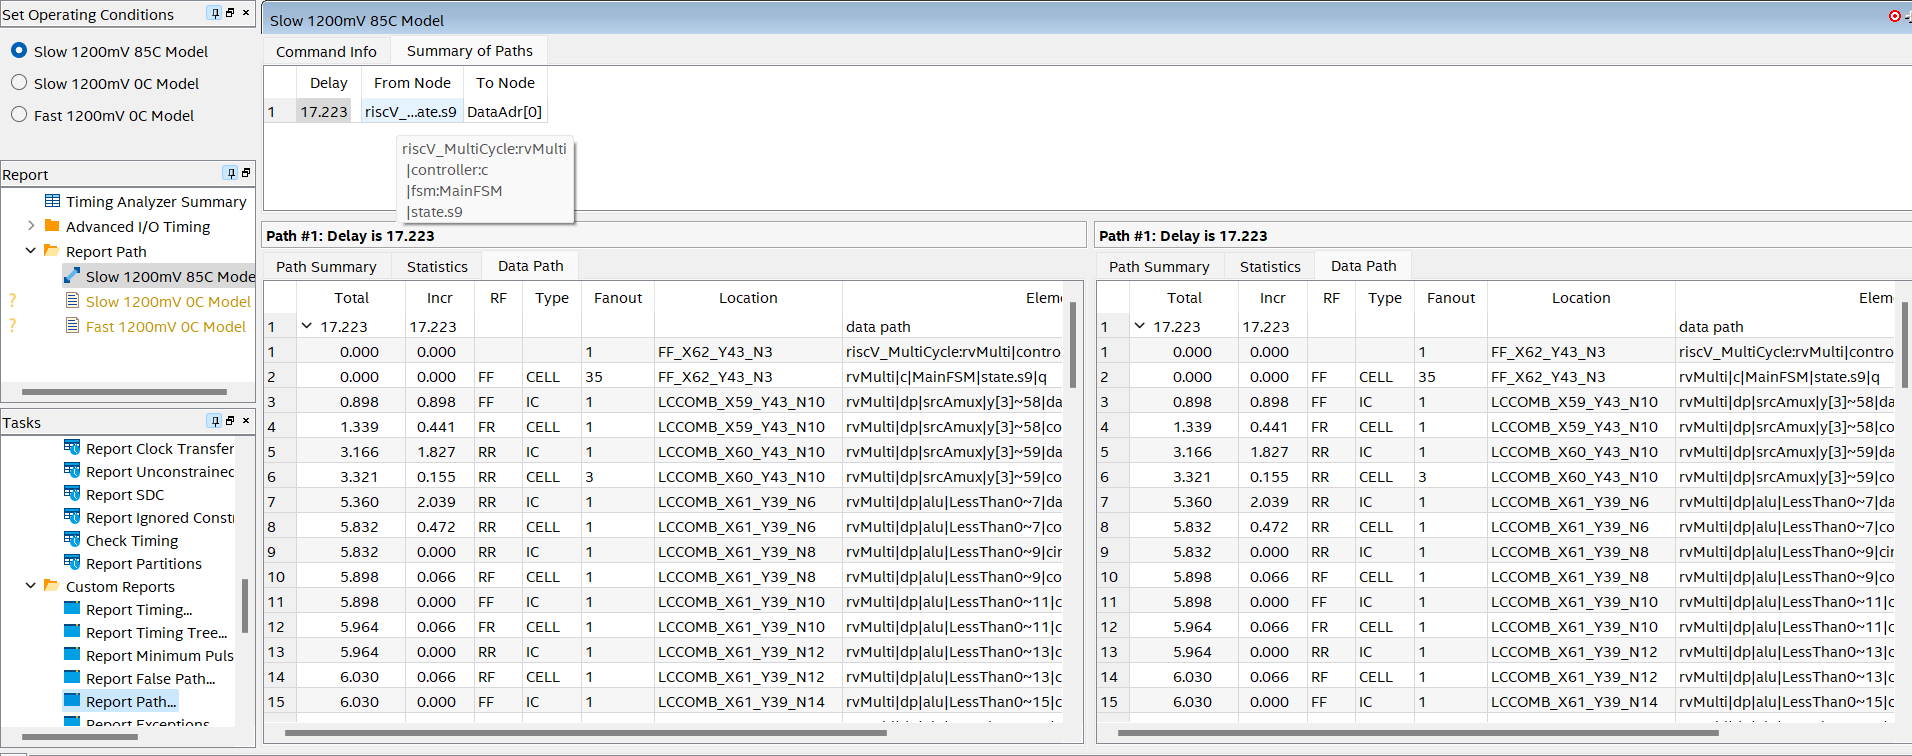 Set Operating Conditions
Slow 1200mV 85C Model
Slow 1200mV 0C Model
Fast 1200mV 0C Model
Report
Timing Analyzer Summary
Advanced I/O Timing
Report Path
Slow 1200mV 85C Mode
? Slow 1200mV 0C Model
? Fast 1200mV 0C Model
Tasks
Report Clock Transfer
Report Unconstrained
Report SDC
Report Ignored Constr
Check Timing
Report Partitions
Custom Reports
Report Timing...
Report Timing Tree...
Report Minimum Puls
Report False Path...
Report Path...
Report Exceptions
Slow 1200mV 85C Model
Command Info Summary of Paths
Delay From Node To Node
1 17.223 riscV_...ate.s9 DataAdr[0]
riscV_MultiCycle:rvMulti
|controller:c
|fsm:MainFSM
|state.s9
Path #1: Delay is 17.223
Path Summary Statistics Data Path
Total Incr RF Type Fanout Location Elem
1 17.223 17.223 data path
1 0.000 0.000 1 FF_X62_Y43_N3 riscV_MultiCycle:rvMulti|contro
2 0.000 0.000 FF CELL 35 FF_X62_Y43_N3 rvMulti|c|MainFSM|state.s9|q
3 0.898 0.898 FF IC 1 LCCOMB_X59_Y43_N10 rvMulti|dp|srcAmux|y[3]~58|da
4 1.339 0.441 FR CELL 1 LCCOMB_X59_Y43_N10 rvMulti|dp|srcAmux|y[3]~58|co
5 3.166 1.827 RR IC 1 LCCOMB_X60_Y43_N10 rvMulti|dp|srcAmux|y[3]~59|da
6 3.321 0.155 RR CELL 3 LCCOMB_X60_Y43_N10 rvMulti|dp|srcAmux|y[3]~59|co
7 5.360 2.039 RR IC 1 LCCOMB_X61_Y39_N6 rvMulti|dp|alu|LessThan0~7|da
8 5.832 0.472 RR CELL 1 LCCOMB_X61_Y39_N6 rvMulti|dp|alu|LessThan0~7|co
9 5.832 0.000 RR IC 1 LCCOMB_X61_Y39_N8 rvMulti|dp|alu|LessThan0~9|cin
10 5.898 0.066 RF CELL 1 LCCOMB_X61_Y39_N8 rvMulti|dp|alu|LessThan0~9|co
11 5.898 0.000 FF IC 1 LCCOMB_X61_Y39_N10 rvMulti|dp|alu|LessThan0~11|c
12 5.964 0.066 FR CELL 1 LCCOMB_X61_Y39_N10 rvMulti|dp|alu|LessThan0~11|c
13 5.964 0.000 RR IC 1 LCCOMB_X61_Y39_N12 rvMulti|dp|alu|LessThan0~13|c
14 6.030 0.066 RF CELL 1 LCCOMB_X61_Y39_N12 rvMulti|dp|alu|LessThan0~13|c
15 6.030 0.000 FF IC 1 LCCOMB_X61_Y39_N14 rvMulti|dp|alu|LessThan0~15|c
Path #1: Delay is 17.223
Path Summary Statistics Data Path
Total Incr RF Type Fanout Location Elem
1 17.223 17.223 data path
1 0.000 0.000 1 FF_X62_Y43_N3 riscV_MultiCycle:rvMulti|contro
2 0.000 0.000 FF CELL 35 FF_X62_Y43_N3 rvMulti|c|MainFSM|state.s9|q
3 0.898 0.898 FF IC 1 LCCOMB_X59_Y43_N10 rvMulti|dp|srcAmux|y[3]~58|da
4 1.339 0.441 FR CELL 1 LCCOMB_X59_Y43_N10 rvMulti|dp|srcAmux|y[3]~58|co
5 3.166 1.827 RR IC 1 LCCOMB_X60_Y43_N10 rvMulti|dp|srcAmux|y[3]~59|da
6 3.321 0.155 RR CELL 3 LCCOMB_X60_Y43_N10 rvMulti|dp|srcAmux|y[3]~59|co
7 5.360 2.039 RR IC 1 LCCOMB_X61_Y39_N6 rvMulti|dp|alu|LessThan0~7|da
8 5.832 0.472 RR CELL 1 LCCOMB_X61_Y39_N6 rvMulti|dp|alu|LessThan0~7|co
9 5.832 0.000 RR IC 1 LCCOMB_X61_Y39_N8 rvMulti|dp|alu|LessThan0~9|cin
10 5.898 0.066 RF CELL 1 LCCOMB_X61_Y39_N8 rvMulti|dp|alu|LessThan0~9|co
11 5.898 0.000 FF IC 1 LCCOMB_X61_Y39_N10 rvMulti|dp|alu|LessThan0~11|c
12 5.964 0.066 FR CELL 1 LCCOMB_X61_Y39_N10 rvMulti|dp|alu|LessThan0~11|c
13 5.964 0.000 RR IC 1 LCCOMB_X61_Y39_N12 rvMulti|dp|alu|LessThan0~13|c
14 6.030 0.066 RF CELL 1 LCCOMB_X61_Y39_N12 rvMulti|dp|alu|LessThan0~13|c
15 6.030 0.000 FF IC 1 LCCOMB_X61_Y39_N14 rvMulti|dp|alu|LessThan0~15|c